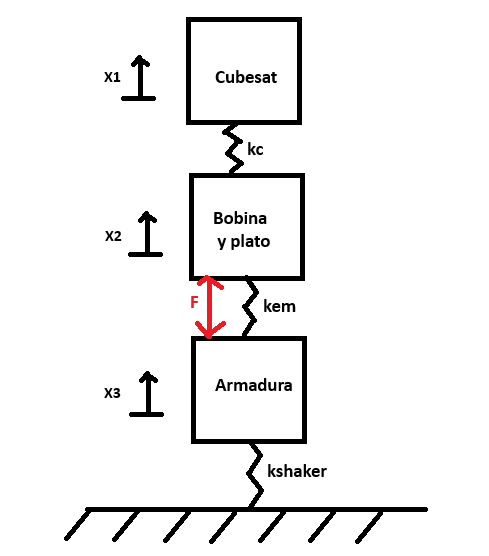 Cubesat
X1
kc
Bobina
y plato
X2
F
kem
Armadura
X3
kshaker